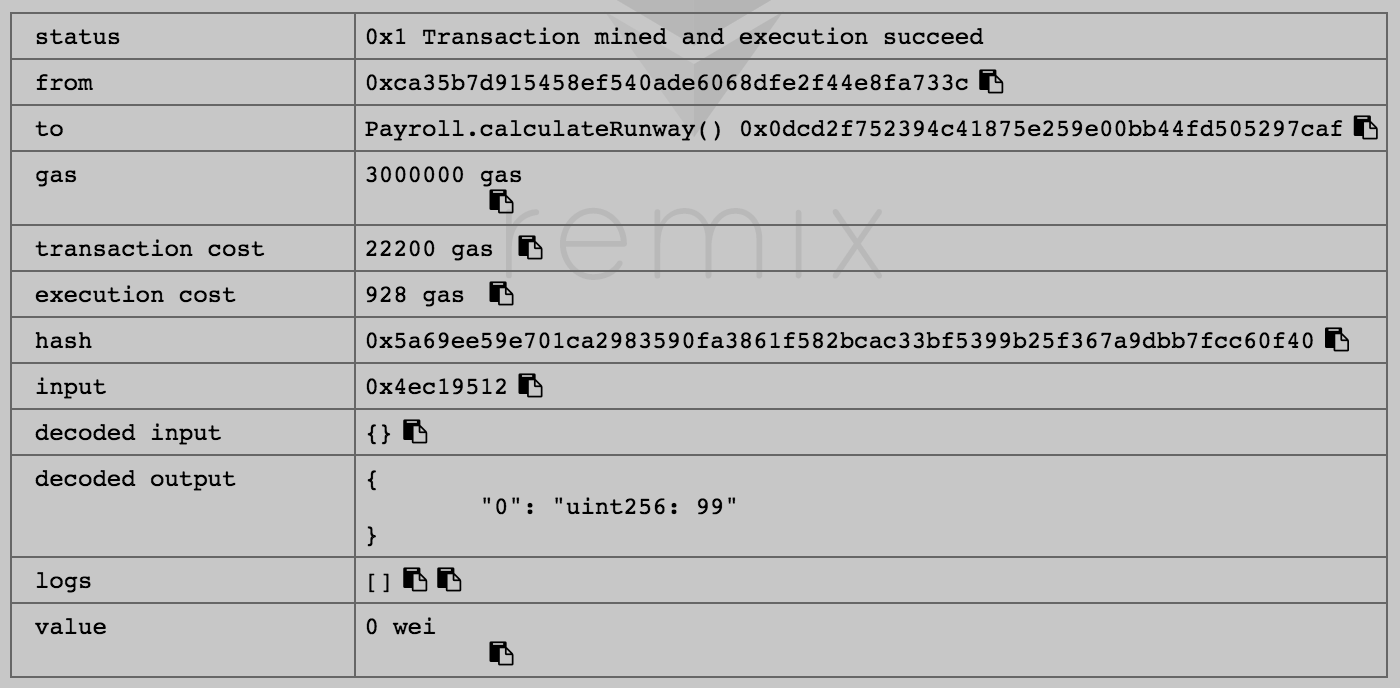 status 0x1 Transaction mined and execution succeed
from 0xca35b7d915458ef540ade6068dfe2f44e8fa733c
to Payroll.calculateRunway() 0x0dcd2f752394c41875e259e00bb44fd505297caf
gas 3000000 gas
remix
transaction cost 22200 gas
execution cost 928 gas
hash 0x5a69ee59e701ca2983590fa3861f582bcac33bf5399b25f367a9dbb7fcc60f40
input 0x4ec19512
decoded input {}
decoded output {
"0": "uint256: 99"
}
logs []
value 0 wei